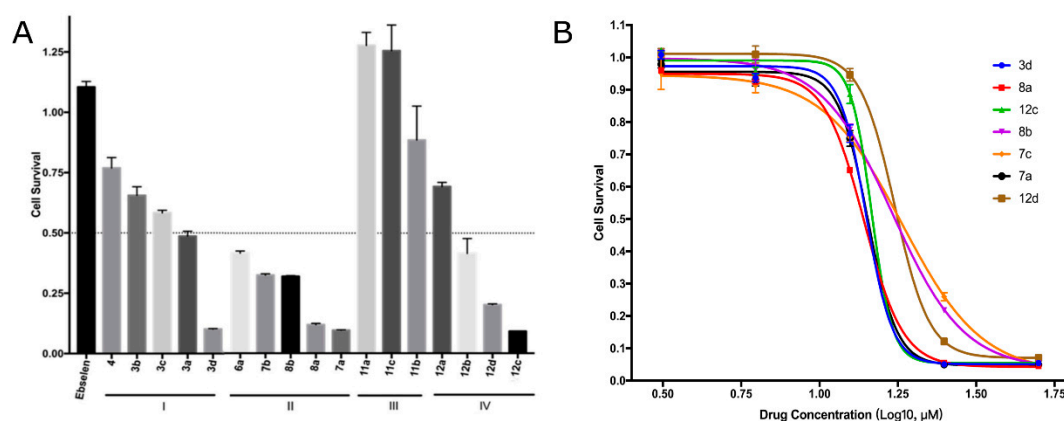 A
Cell Survival
1.25
1.00
0.75
0.50
0.25
0.00
Ebselen
4
3b
3c
3a
3d
6a
7b
8b
8a
7a
11a
11c
11b
12a
12b
12d
12c
I
II
III
IV
B
Cell Survival
1.1
1.0
0.9
0.8
0.7
0.6
0.5
0.4
0.3
0.2
0.1
0.0
0.50
0.75
1.00
1.25
1.50
1.75
Drug Concentration (Log10, μM)
3d
8a
12c
8b
7c
7a
12d